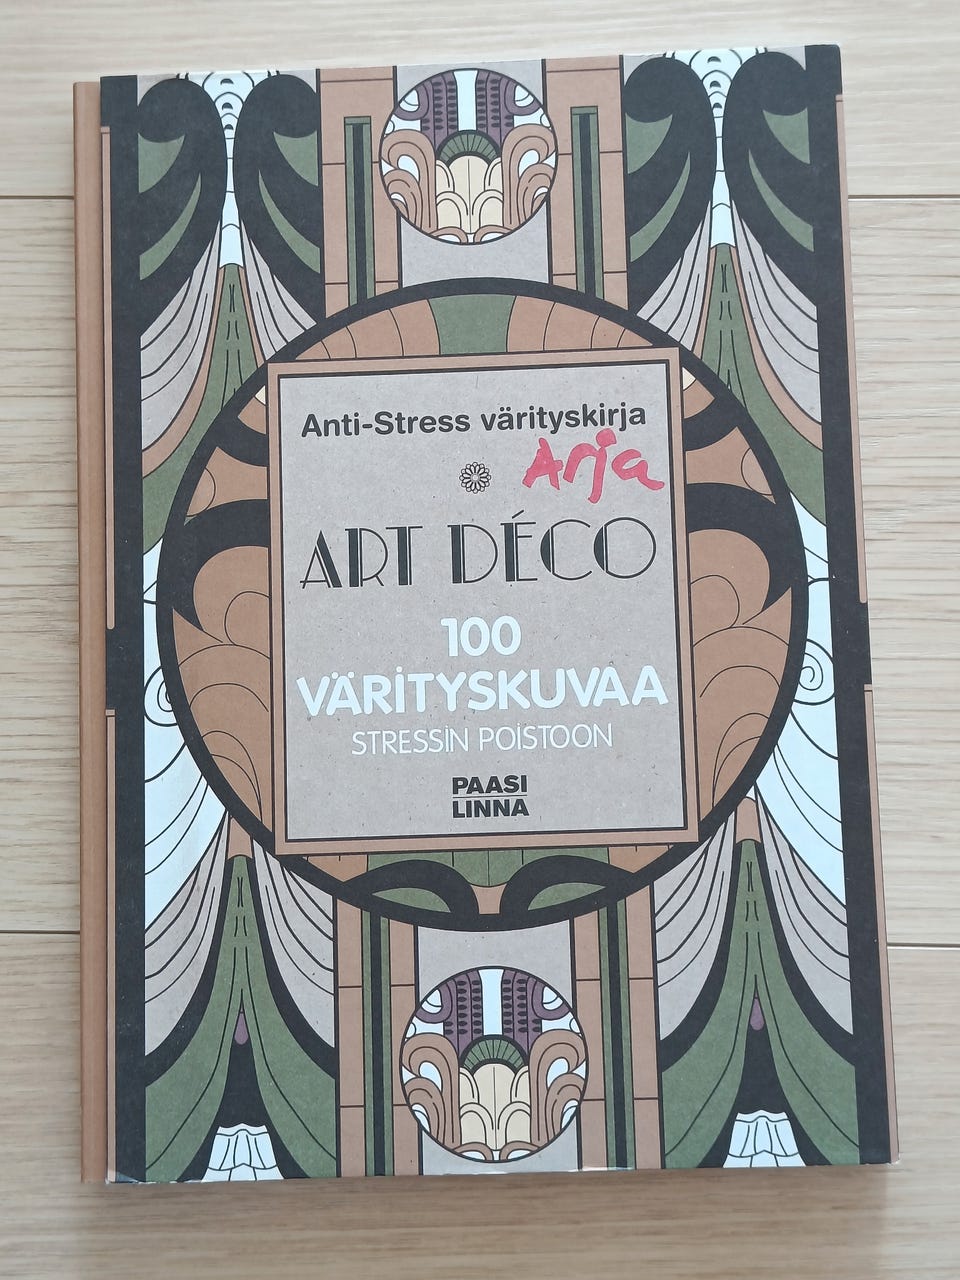 Anti-Stress värityskirja
Arja
ART DÉCO
100
VÄRITYSKUVAA
STRESSIN POISTOON
PAASI
LINNA